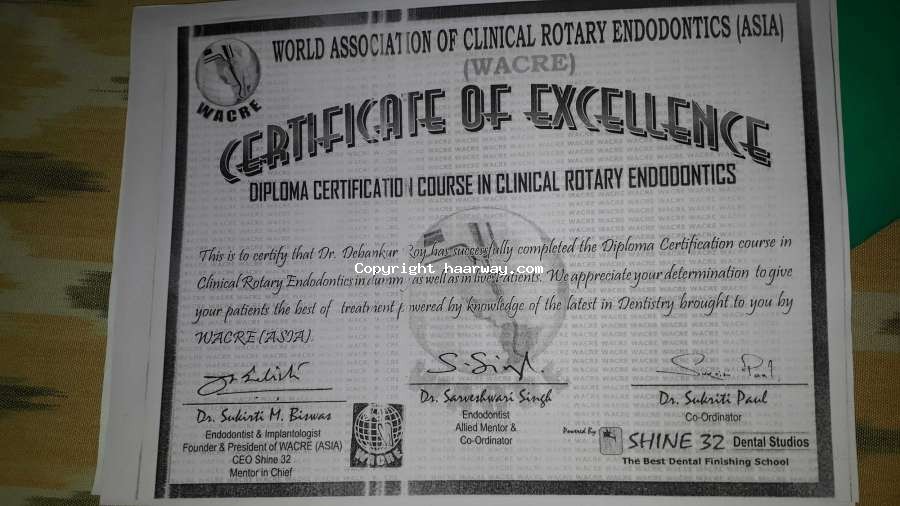 WORLD ASSOCIATION OF CLINICAL ROTARY ENDODONTICS (ASIA)
(WACRE)
WACRE
CERTIFICATE OF EXCELLENCE
DIPLOMA CERTIFICATION COURSE IN CLINICAL ROTARY ENDODONTICS
This is to certify that Dr. Debankur Roy has successfully completed the Diploma Certification course in
Clinical Rotary Endodontics in dummy as well as in live patients. We appreciate your determination to give
Copyright haarway.com
your patients the best of treatment powered by knowledge of the latest in Dentistry brought to you by
WACRE (ASIA).
S. Singh
Dr. Sukirti M. Biswas
Endodontist & Implantologist
Founder & President of WACRE (ASIA)
CEO Shine 32
Mentor in Chief
WACRE
Dr. Sarveshwari Singh
Endodontist
Allied Mentor &
Co-Ordinator
Sukriti Paul
Dr. Sukriti Paul
Co-Ordinator
Powered By
SHINE 32 Dental Studios
The Best Dental Finishing School